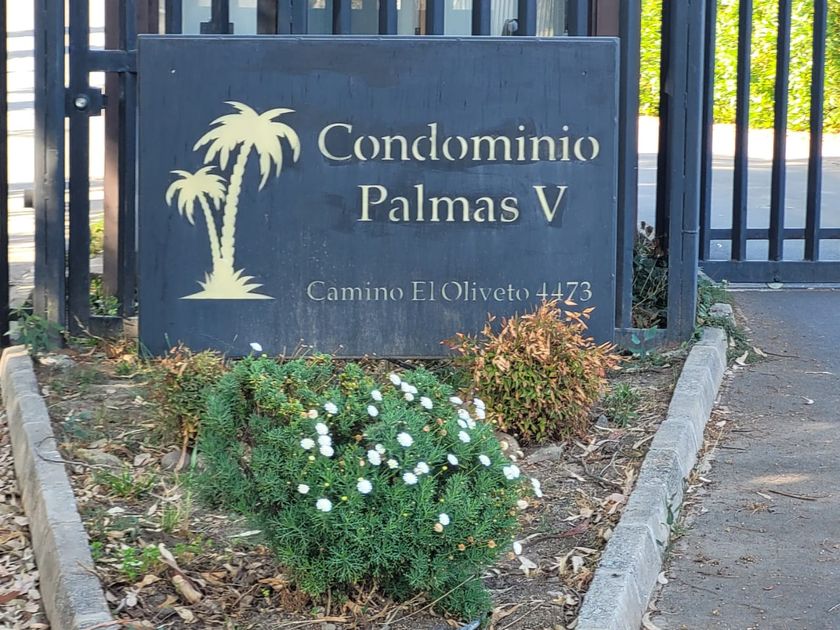 Condominio
Palmas V
Camino El Oliveto 4473